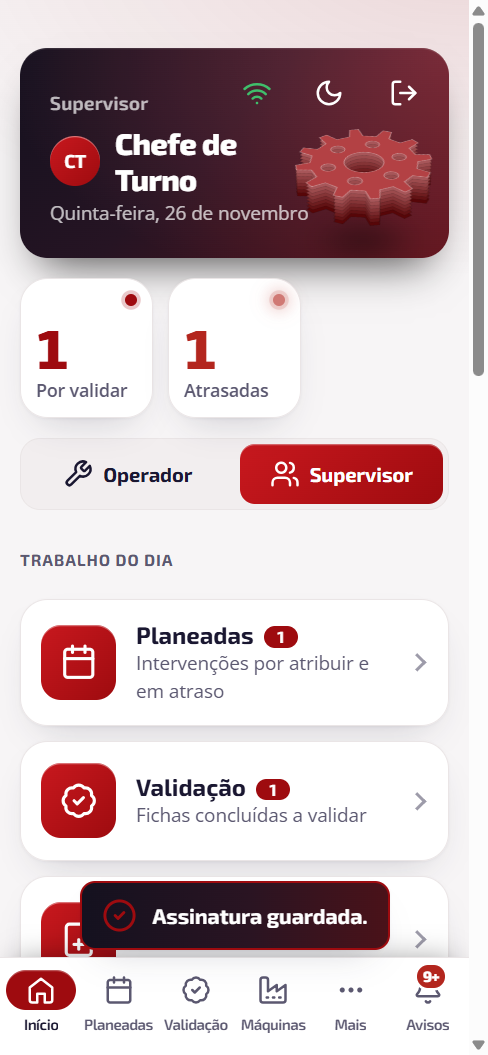 Supervisor
CT
Chefe de
Turno
Quinta-feira, 26 de novembro
1
Por validar
1
Atrasadas
Operador
Supervisor
TRABALHO DO DIA
Planeadas 1
Intervenções por atribuir e
em atraso
Validação 1
Fichas concluídas a validar
Assinatura guardada.
9+
Início
Planeadas
Validação
Máquinas
Mais
Avisos